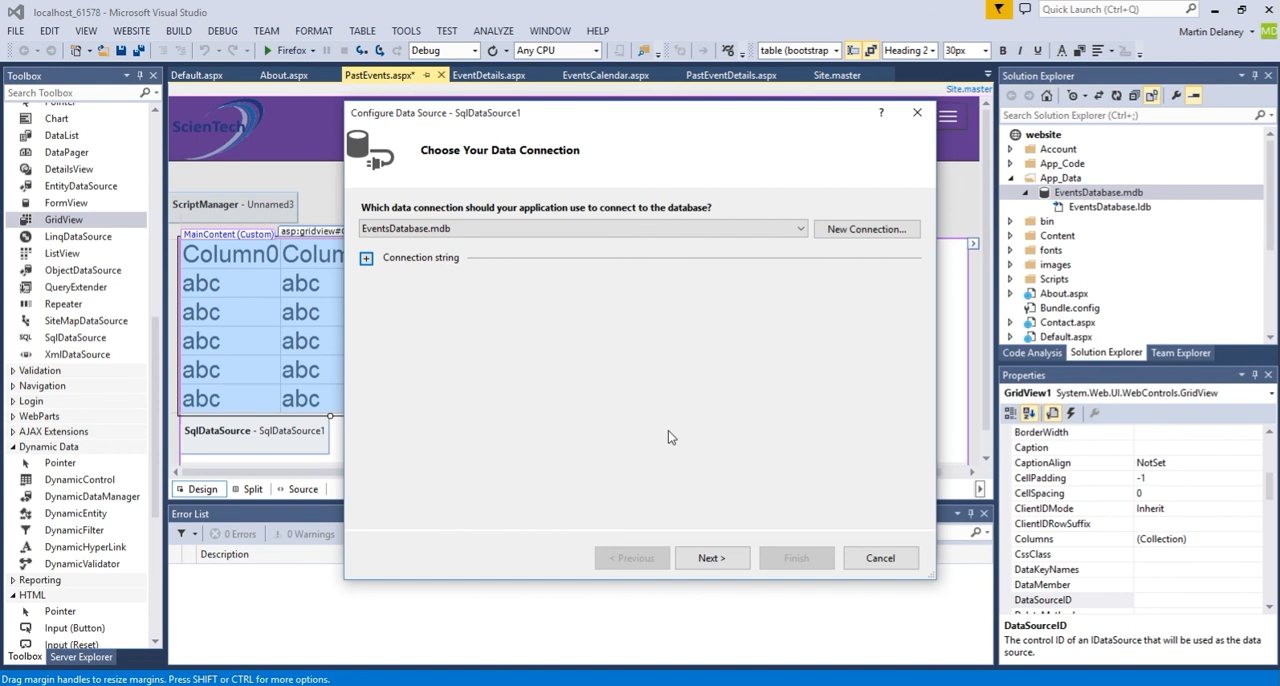 localhost_61578 - Microsoft Visual Studio
Quick Launch (Ctrl+Q)
FILE EDIT VIEW WEBSITE BUILD DEBUG TEAM FORMAT TABLE TOOLS TEST ANALYZE WINDOW HELP
Martin Delaney
MD
Firefox Debug Any CPU table (bootstrap Heading 2 30px B I U A
Toolbox
Search Toolbox
Pointer
Chart
DataList
DataPager
DetailsView
EntityDataSource
FormView
GridView
LinqDataSource
ListView
ObjectDataSource
QueryExtender
Repeater
SiteMapDataSource
SqlDataSource
XmlDataSource
Validation
Navigation
Login
WebParts
AJAX Extensions
Dynamic Data
Pointer
DynamicControl
DynamicDataManager
DynamicEntity
DynamicFilter
DynamicHyperLink
DynamicValidator
Reporting
HTML
Pointer
Input (Button)
Input (Reset)
Toolbox Server Explorer
Default.aspx About.aspx PastEvents.aspx* EventDetails.aspx EventsCalendar.aspx PastEventDetails.aspx Site.master
Site.master
ScienTech
ScriptManager - Unnamed3
MainContent (Custom) asp:gridview#
Column0 Colum
abc abc
abc abc
abc abc
abc abc
abc abc
SqlDataSource - SqlDataSource1
Design Split Source
Error List
0 Errors 0 Warnings
Description
Configure Data Source - SqlDataSource1
?
Choose Your Data Connection
Which data connection should your application use to connect to the database?
EventsDatabase.mdb
New Connection...
+ Connection string
< Previous Next > Finish Cancel
Solution Explorer
Search Solution Explorer (Ctrl+;)
website
Account
App_Code
App_Data
EventsDatabase.mdb
EventsDatabase.ldb
bin
Content
fonts
images
Scripts
About.aspx
Bundle.config
Contact.aspx
Default.aspx
Code Analysis Solution Explorer Team Explorer
Properties
GridView1 System.Web.UI.WebControls.GridView
BorderWidth
Caption
CaptionAlign NotSet
CellPadding -1
CellSpacing 0
ClientIDMode Inherit
ClientIDRowSuffix
Columns (Collection)
CssClass
DataKeyNames
DataMember
DataSourceID
DataSourceID
The control ID of an IDataSource that will be used as the data
source.
Drag margin handles to resize margins. Press SHIFT or CTRL for more options.